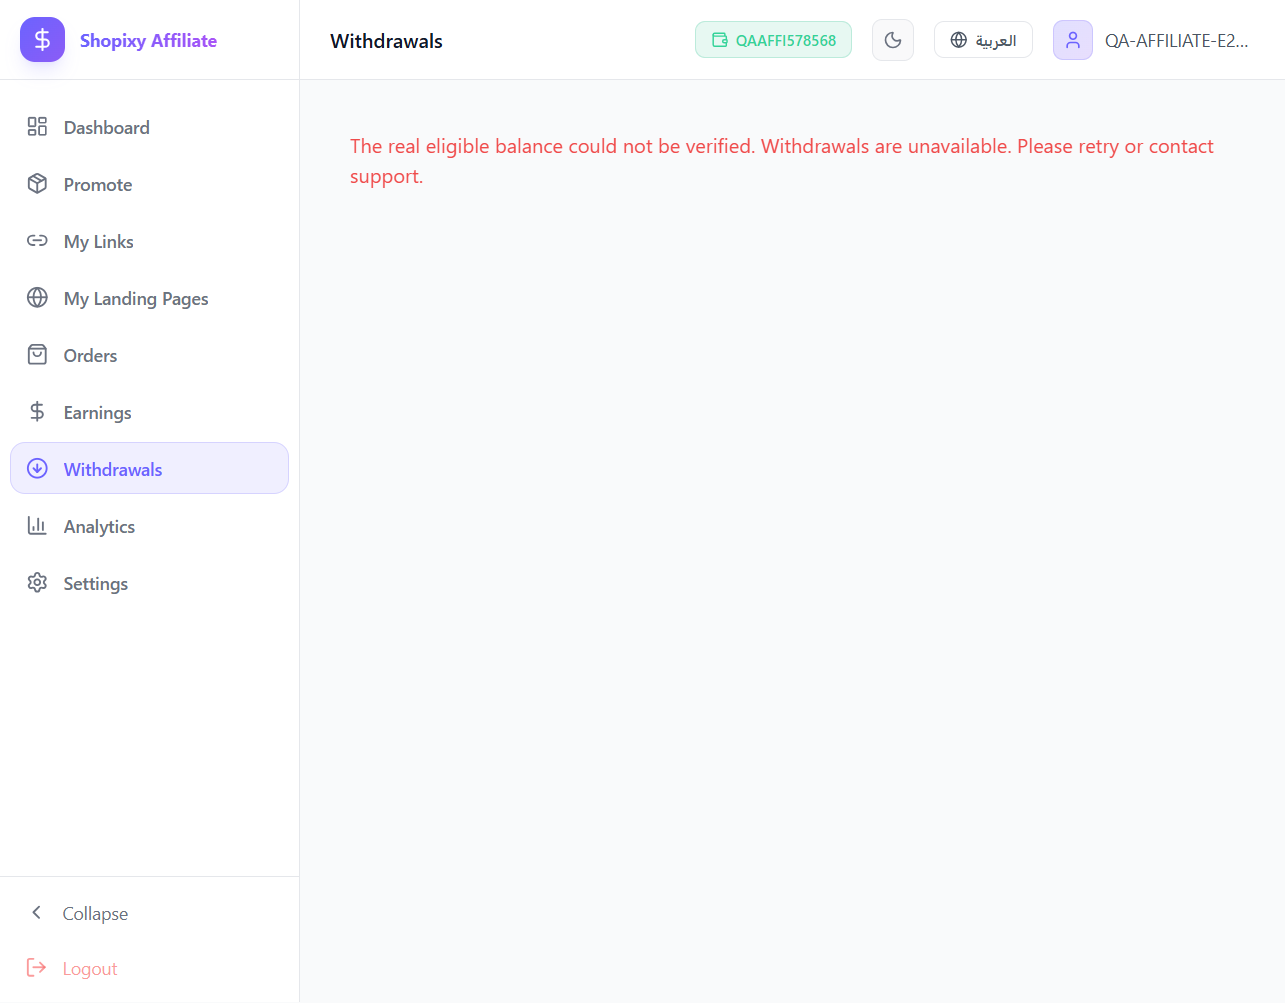 Shopixy Affiliate
Withdrawals
QAAFFI578568
العربية
QA-AFFILIATE-E2...
Dashboard
Promote
My Links
My Landing Pages
Orders
Earnings
Withdrawals
Analytics
Settings
Collapse
Logout
The real eligible balance could not be verified. Withdrawals are unavailable. Please retry or contact
support.